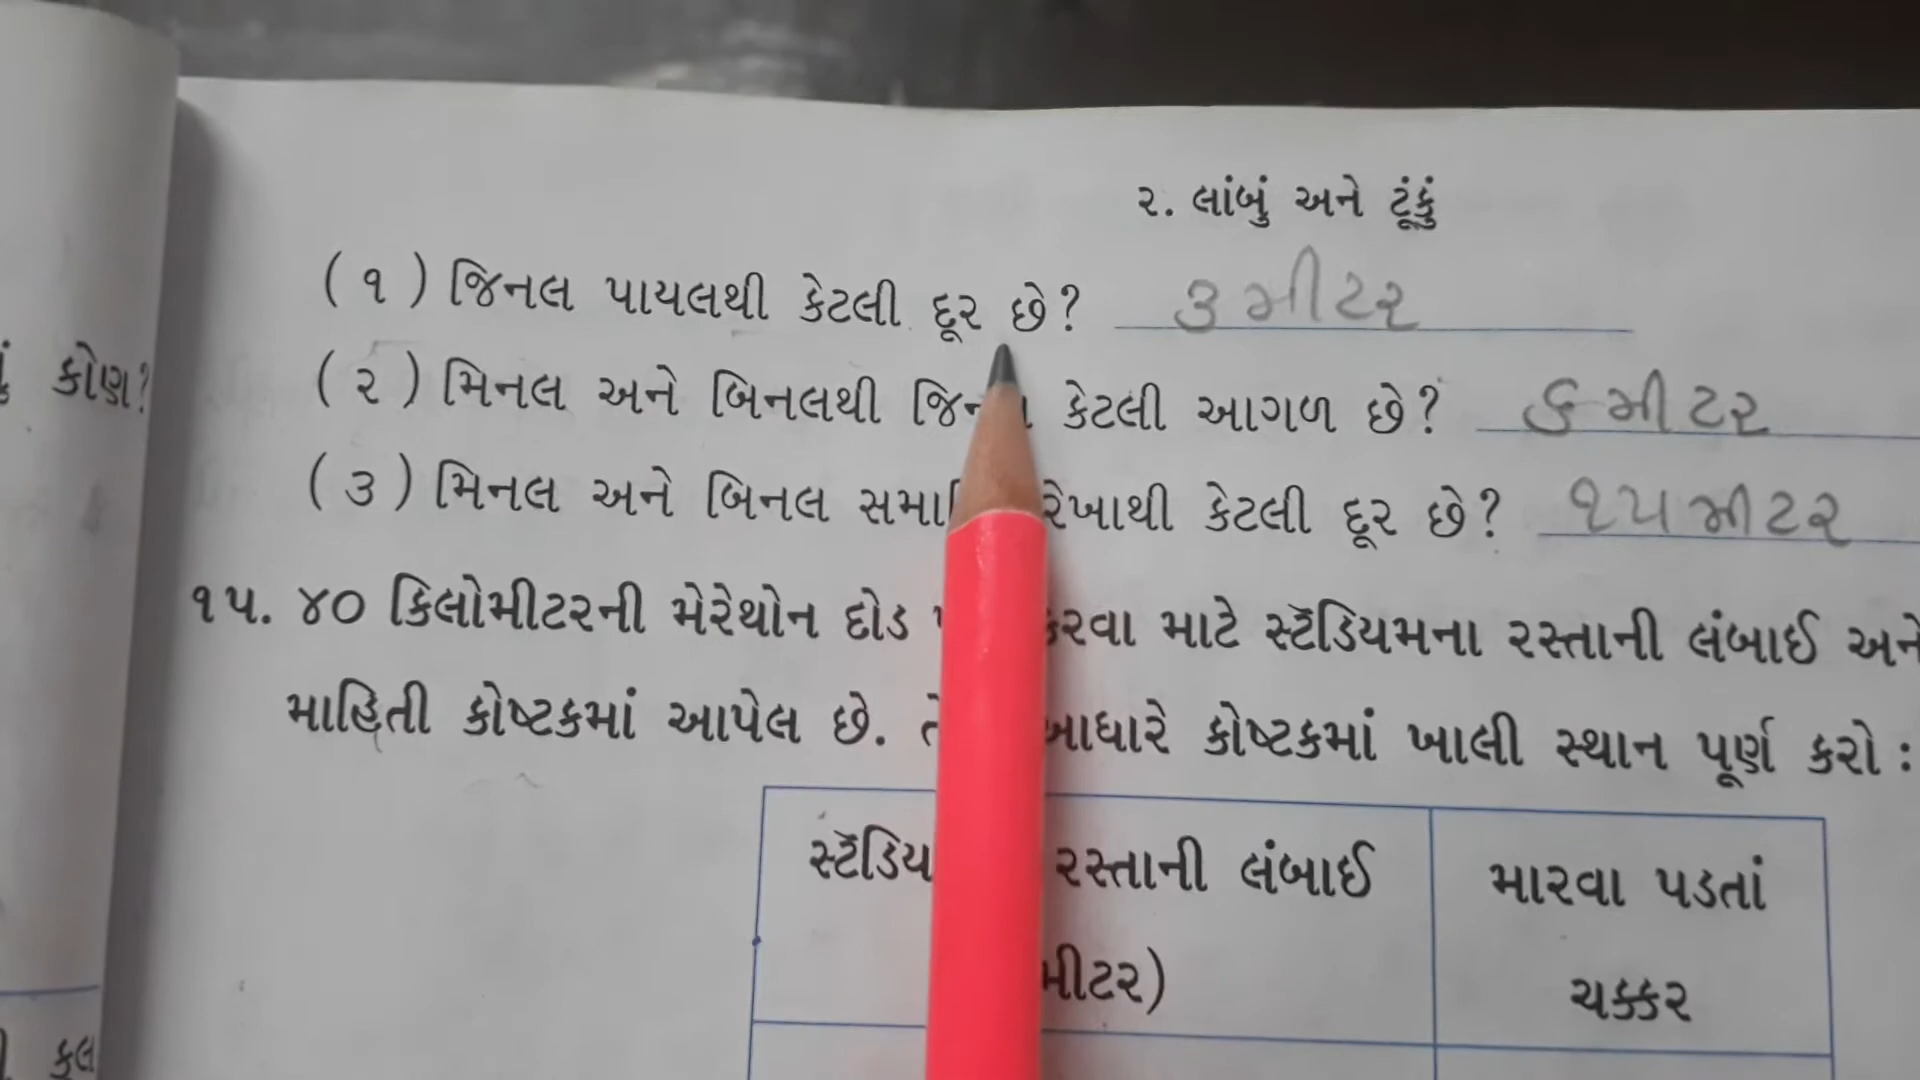 ૨. લાંબું અને ટૂંકું
(૧) જિનલ પાયલથી કેટલી દૂર છે? ૩ મીટર
(૨) મિનલ અને બિનલથી કેટલી આગળ છે? ૬ મીટર
(૩) મિનલ અને બિનલ કેટલી દૂર છે? ૧૫ મીટર
૧૫. ૪૦ કિલોમીટરની મેરેથોન દોડ કરવા માટે સ્ટેડિયમના રસ્તાની લંબાઈ અને
માહિતી કોષ્ટકમાં આપેલ છે. આધારે કોષ્ટકમાં ખાલી સ્થાન પૂર્ણ કરો :
રસ્તાની લંબાઈ
મીટર)
મારવા પડતાં
ચક્કર
કોણ?